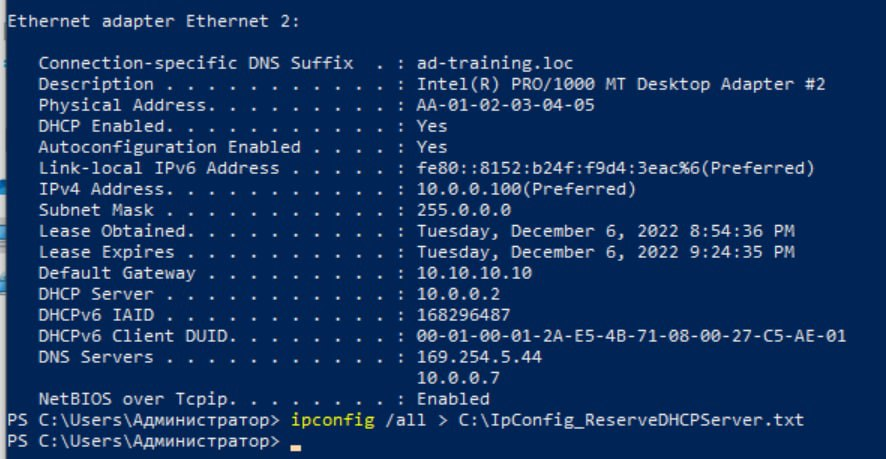 Ethernet adapter Ethernet 2:
Connection-specific DNS Suffix  . : ad-training.loc
Description . . . . . . . . . . . : Intel(R) PRO/1000 MT Desktop Adapter #2
Physical Address. . . . . . . . . : AA-01-02-03-04-05
DHCP Enabled. . . . . . . . . . . : Yes
Autoconfiguration Enabled . . . . : Yes
Link-local IPv6 Address . . . . . : fe80::8152:b24f:f9d4:3eac%6(Preferred)
IPv4 Address. . . . . . . . . . . : 10.0.0.100(Preferred)
Subnet Mask . . . . . . . . . . . : 255.0.0.0
Lease Obtained. . . . . . . . . . : Tuesday, December 6, 2022 8:54:36 PM
Lease Expires . . . . . . . . . . : Tuesday, December 6, 2022 9:24:35 PM
Default Gateway . . . . . . . . . : 10.10.10.10
DHCP Server . . . . . . . . . . . : 10.0.0.2
DHCPv6 IAID . . . . . . . . . . . : 168296487
DHCPv6 Client DUID. . . . . . . . : 00-01-00-01-2A-E5-4B-71-08-00-27-C5-AE-01
DNS Servers . . . . . . . . . . . : 169.254.5.44
10.0.0.7
NetBIOS over Tcpip. . . . . . . . : Enabled
PS C:\Users\Администратор> ipconfig /all > C:\IpConfig_ReserveDHCPServer.txt
PS C:\Users\Администратор>